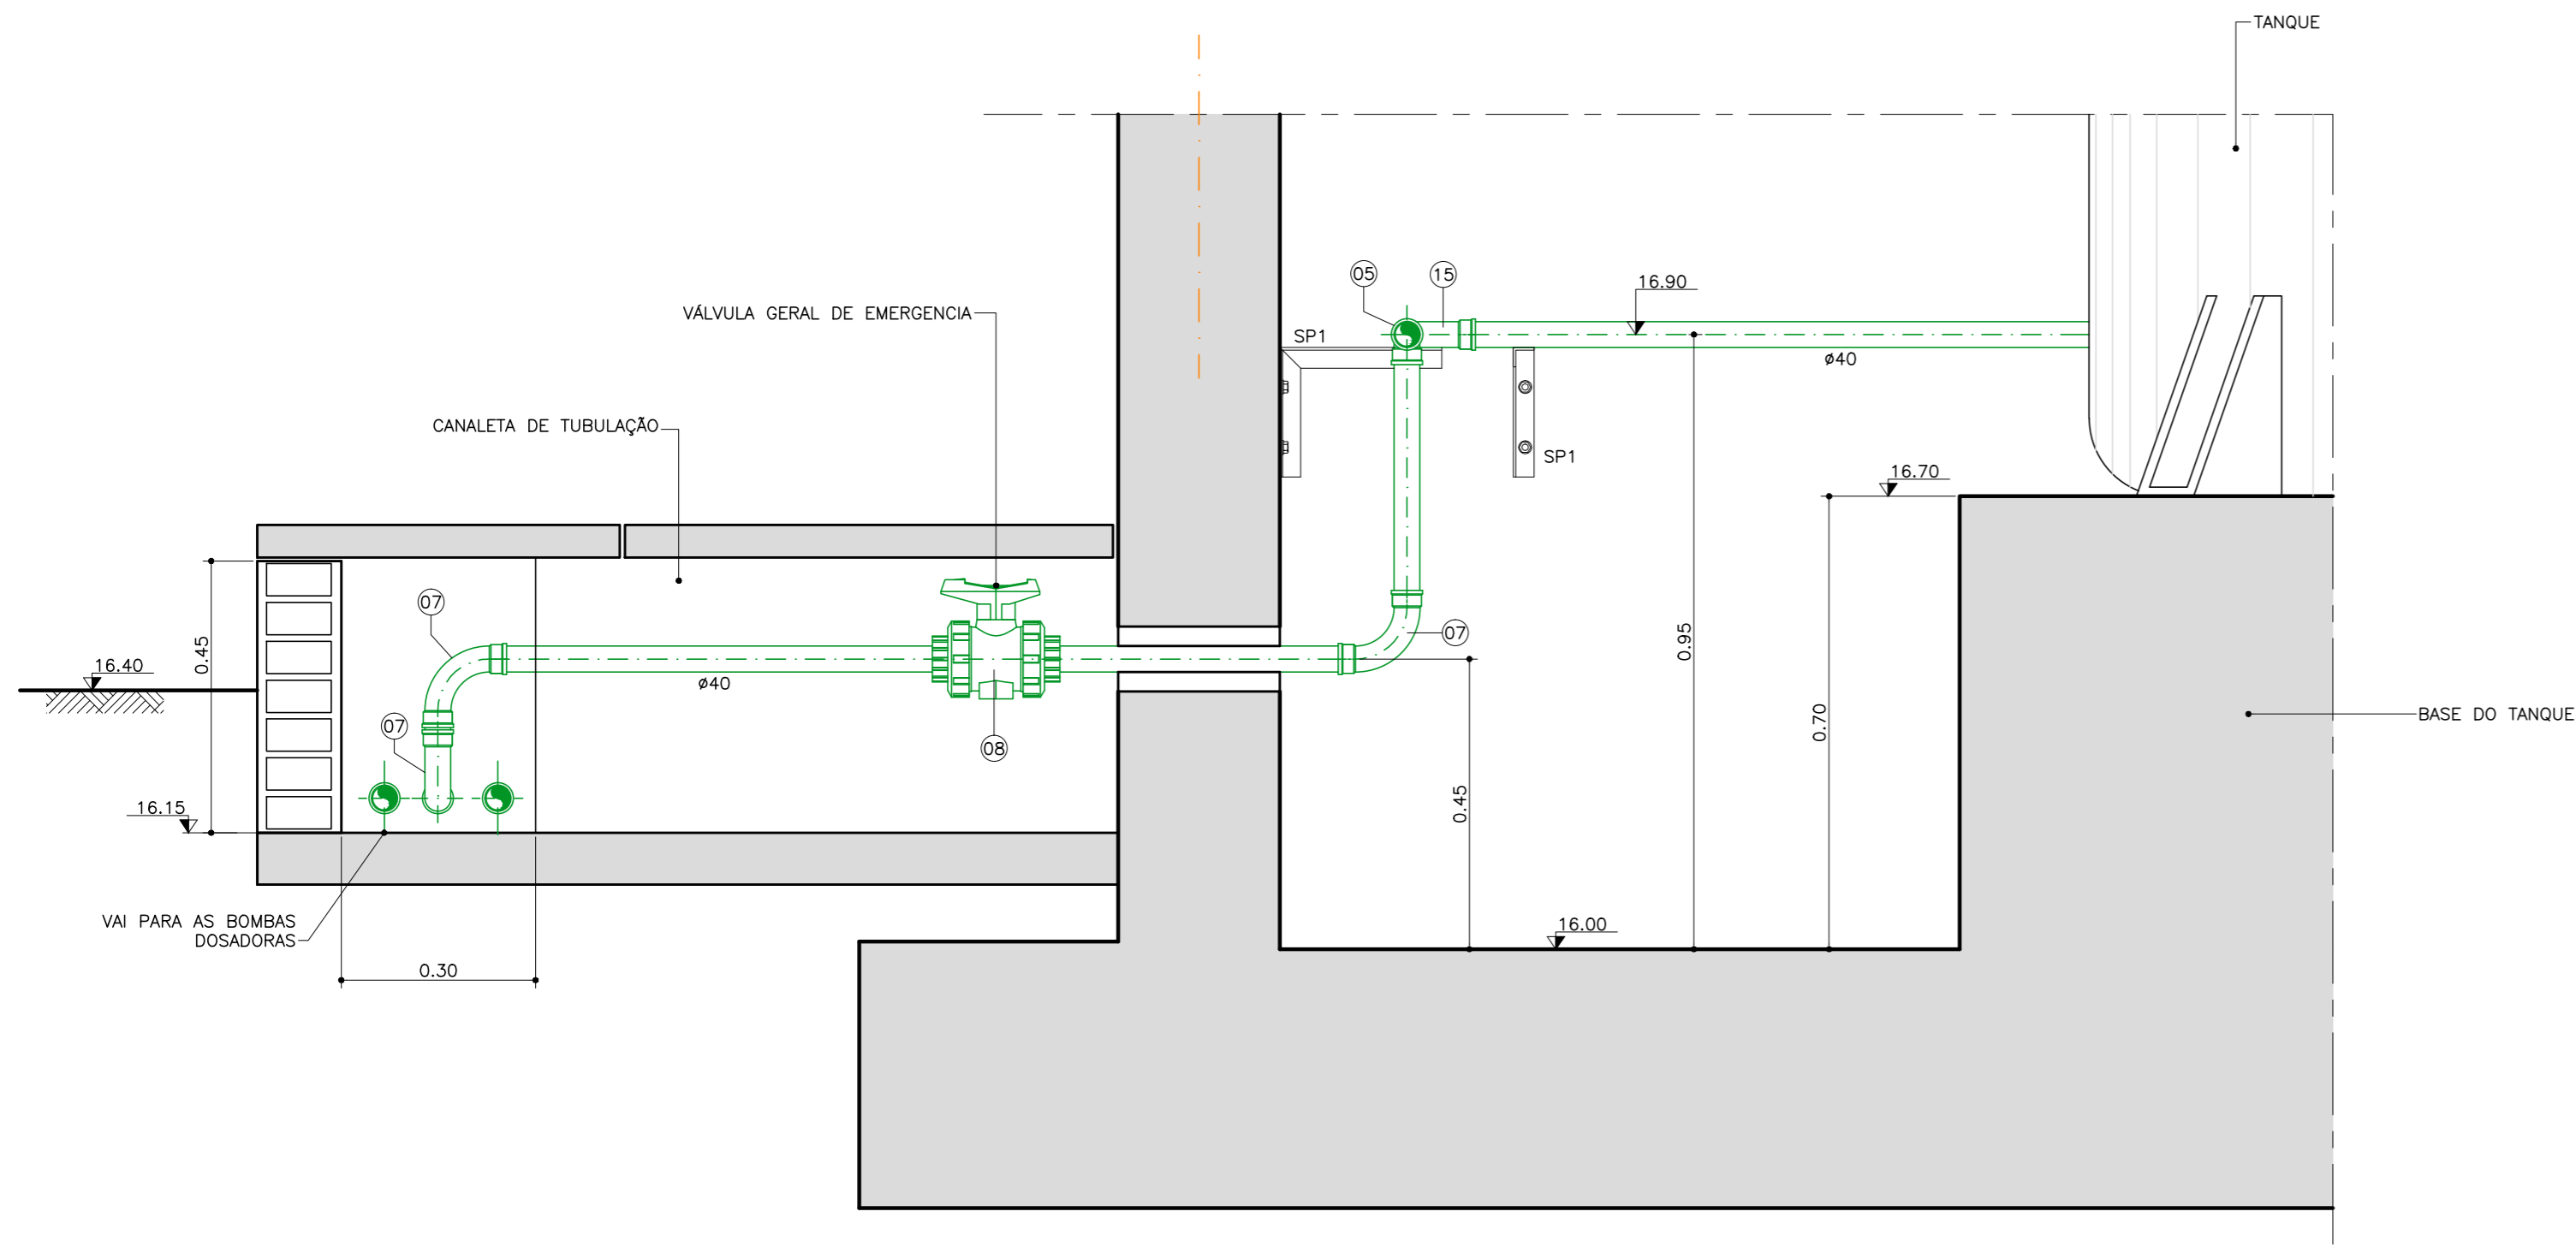 TANQUE
05
15
16.90
VÁLVULA GERAL DE EMERGENCIA
SP1
ø40
CANALETA DE TUBULAÇÃO
SP1
16.70
07
07
0.45
0.95
16.40
ø40
0.70
BASE DO TANQUE
07
08
0.45
16.15
VAI PARA AS BOMBAS
DOSADORAS
16.00
0.30